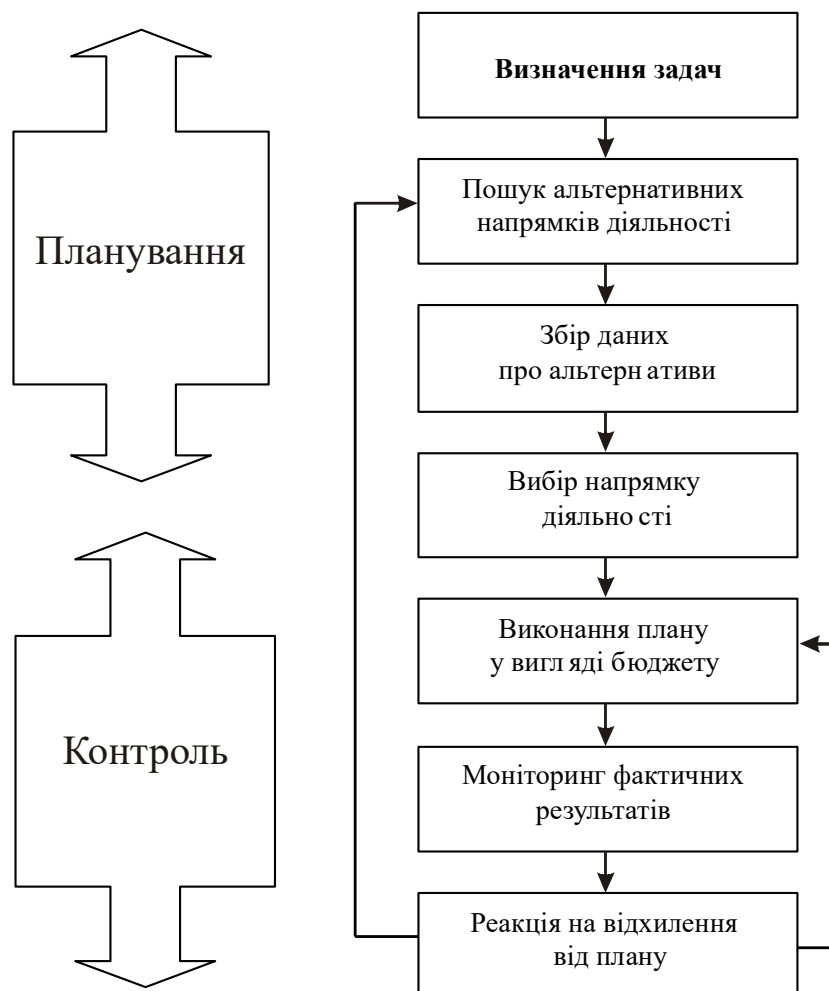 Визначення задач
Пошук альтернативних
напрямків діяльності
Планування
Збір даних
про альтерн ативи
Вибір напрямку
діяльно сті
Виконання плану
у вигл яді бюджету
Контроль
Моніторинг фактичних
результатів
Реакція на відхилення
від плану